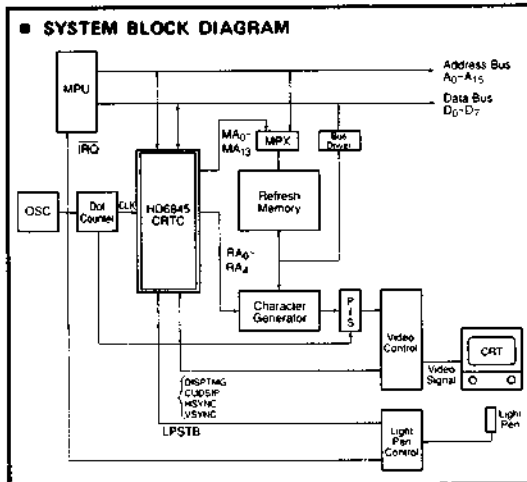 ■ SYSTEM BLOCK DIAGRAM
Address Bus
A0-A15
Data Bus
D0-D7
MPU
IRQ
MA0-
MA13
MPX
Bus
Driver
Refresh
Memory
OSC
Dot
Counter
CLK
HD6845
CRTC
RA0-
RA4
Character
Generator
P
/
S
Video
Control
CRT
Video
Signal
DISPTMG
CUDSIP
HSYNC
VSYNC
LPSTB
Light
Pen
Control
Light
Pen